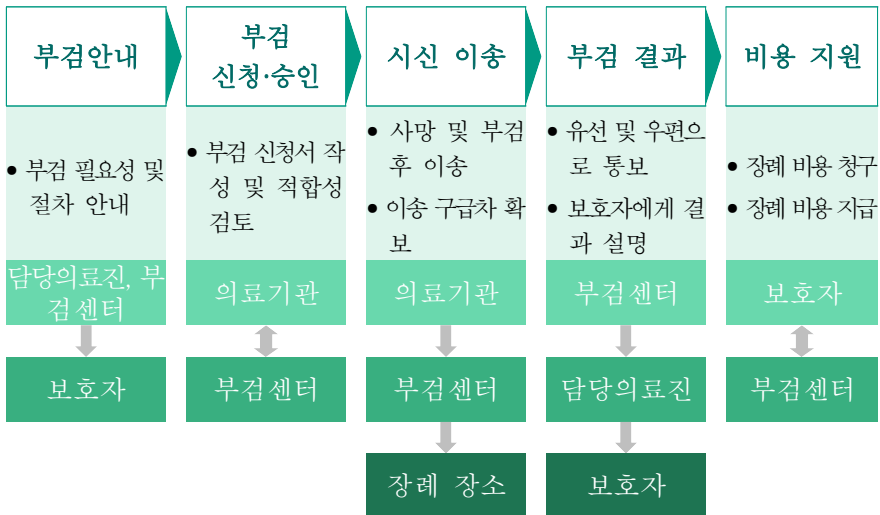 부검안내
부검
신청·승인
시신 이송
부검 결과
비용 지원
● 부검 필요성 및
절차 안내
● 부검 신청서 작
성 및 적합성
검토
● 사망 및 부검
후 이송
● 이송 구급차 확
보
● 유선 및 우편으
로 통보
● 보호자에게 결
과 설명
● 장례 비용 청구
● 장례 비용 지급
담당의료진, 부
검센터
의료기관
의료기관
부검센터
보호자
보호자
부검센터
부검센터
담당의료진
부검센터
장례 장소
보호자